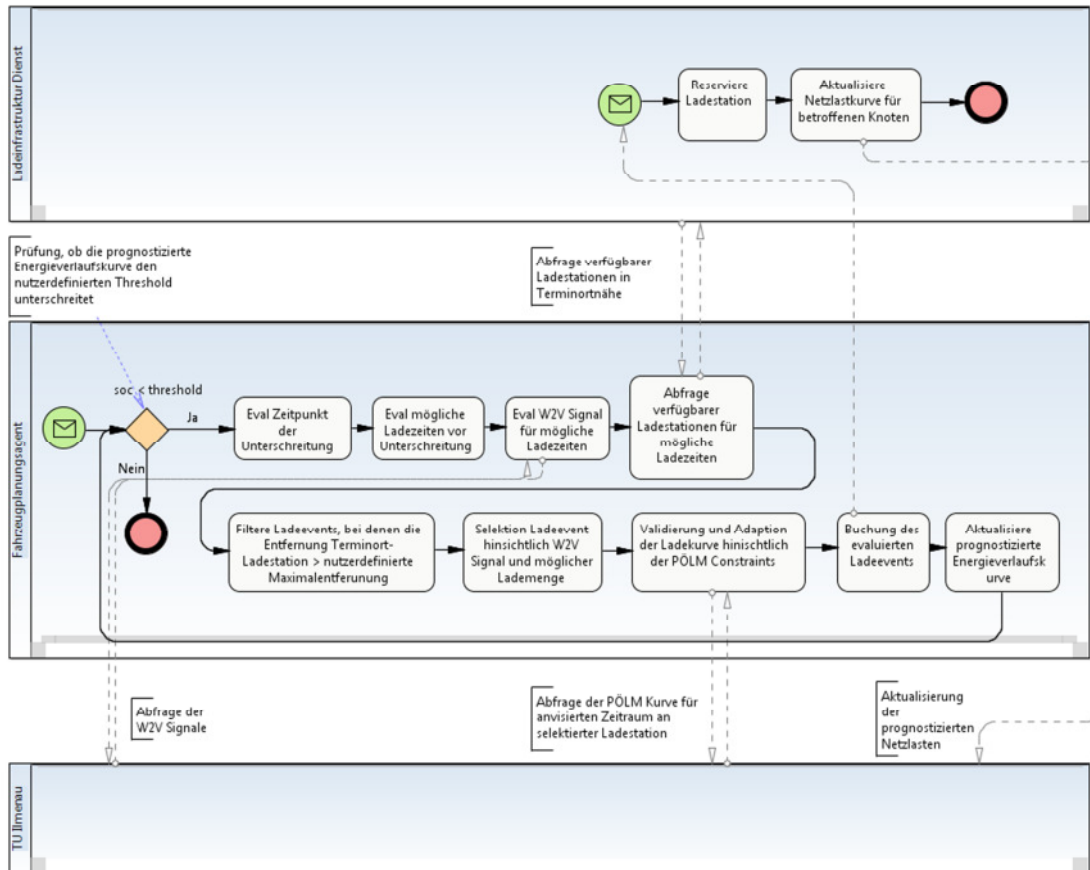 Ladeinfrastruktur Dienst
Reserviere
Ladestation
Aktualisiere
Netzlastkurve für
betroffenen Knoten
Prüfung, ob die prognostizierte
Energieverlaufskurve den
nutzerdefinierten Threshold
unterschreitet
Abfrage verfügbarer
Ladestationen in
Terminortnähe
Fahrzeugplanungsagent
soc < threshold
Ja
Nein
Eval Zeitpunkt
der
Unterschreitung
Eval mögliche
Ladezeiten vor
Unterschreitung
Eval W2V Signal
für mögliche
Ladezeiten
Abfrage
verfügbarer
Ladestationen für
mögliche
Ladezeiten
Filtere Ladeevents, bei denen die
Entfernung Terminort-
Ladestation > nutzerdefinierte
Maximalentferunung
Selektion Ladeevent
hinsichtlich W2V
Signal und möglicher
Lademenge
Validierung und Adaption
der Ladekurve hinischtlich
der PÖLM Constraints
Buchung des
evaluierten
Ladeevents
Aktualisiere
prognostizierte
Energieverlaufsk
kurve
Abfrage der
W2V Signale
Abfrage der PÖLM Kurve für
anvisierten Zeitraum an
selektierter Ladestation
Aktualisierung
der
prognostizierten
Netzlasten
TU Ilmenau